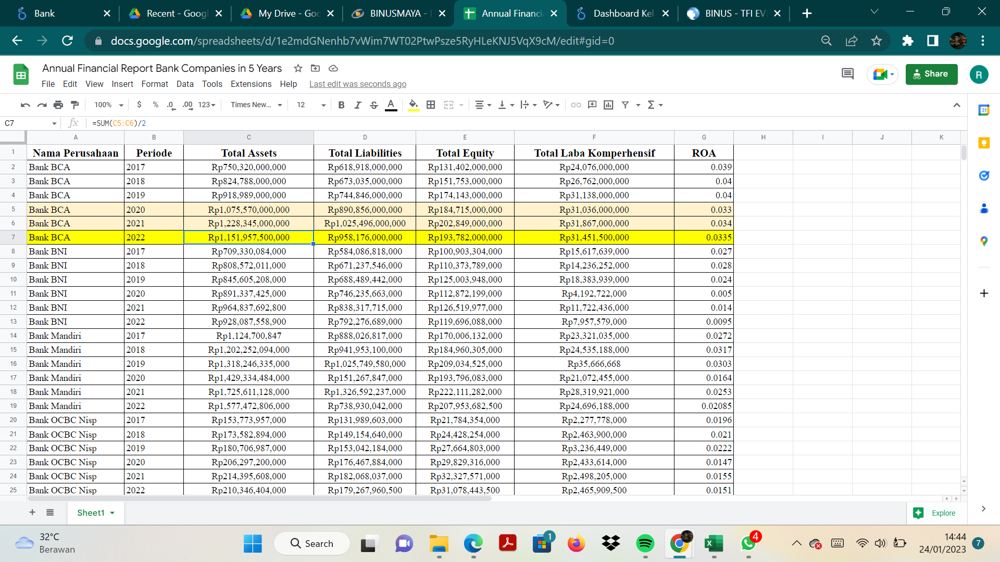 Bank
Recent - Googl
My Drive - Goo
BINUSMAYA - 
Annual Financi
Dashboard Kel
BINUS - TFI EV
docs.google.com/spreadsheets/d/1e2mdGNenhb7vWim7WT02PtwPsze5RyHLeKNJ5VqX9cM/edit#gid=0
Annual Financial Report Bank Companies in 5 Years
File Edit View Insert Format Data Tools Extensions Help Last edit was seconds ago
Share
R
100% $ % .0 .00 123 Times New... 12 B I S A Σ
31
C7 fx =SUM(C5:C6)/2
A B C D E F G H I J K
1 Nama Perusahaan Periode Total Assets Total Liabilities Total Equity Total Laba Komperhensif ROA
2 Bank BCA 2017 Rp750,320,000,000 Rp618,918,000,000 Rp131,402,000,000 Rp24,076,000,000 0.039
3 Bank BCA 2018 Rp824,788,000,000 Rp673,035,000,000 Rp151,753,000,000 Rp26,762,000,000 0.04
4 Bank BCA 2019 Rp918,989,000,000 Rp744,846,000,000 Rp174,143,000,000 Rp31,138,000,000 0.04
5 Bank BCA 2020 Rp1,075,570,000,000 Rp890,856,000,000 Rp184,715,000,000 Rp31,036,000,000 0.033
6 Bank BCA 2021 Rp1,228,345,000,000 Rp1,025,496,000,000 Rp202,849,000,000 Rp31,867,000,000 0.034
7 Bank BCA 2022 Rp1,151,957,500,000 Rp958,176,000,000 Rp193,782,000,000 Rp31,451,500,000 0.0335
8 Bank BNI 2017 Rp709,330,084,000 Rp584,086,818,000 Rp100,903,304,000 Rp15,617,639,000 0.027
9 Bank BNI 2018 Rp808,572,011,000 Rp671,237,546,000 Rp110,373,789,000 Rp14,236,252,000 0.028
10 Bank BNI 2019 Rp845,605,208,000 Rp688,489,442,000 Rp125,003,948,000 Rp18,383,939,000 0.024
11 Bank BNI 2020 Rp891,337,425,000 Rp746,235,663,000 Rp112,872,199,000 Rp4,192,722,000 0.005
12 Bank BNI 2021 Rp964,837,692,800 Rp838,317,715,000 Rp126,519,977,000 Rp11,722,436,000 0.014
13 Bank BNI 2022 Rp928,087,558,900 Rp792,276,689,000 Rp119,696,088,000 Rp7,957,579,000 0.0095
14 Bank Mandiri 2017 Rp1,124,700,847 Rp888,026,817,000 Rp170,006,132,000 Rp23,321,035,000 0.0272
15 Bank Mandiri 2018 Rp1,202,252,094,000 Rp941,953,100,000 Rp184,960,305,000 Rp24,535,188,000 0.0317
16 Bank Mandiri 2019 Rp1,318,246,335,000 Rp1,025,749,580,000 Rp209,034,525,000 Rp35,666,668 0.0303
17 Bank Mandiri 2020 Rp1,429,334,484,000 Rp151,267,847,000 Rp193,796,083,000 Rp21,072,455,000 0.0164
18 Bank Mandiri 2021 Rp1,725,611,128,000 Rp1,326,592,237,000 Rp222,111,282,000 Rp28,319,921,000 0.0253
19 Bank Mandiri 2022 Rp1,577,472,806,000 Rp738,930,042,000 Rp207,953,682,500 Rp24,696,188,000 0.02085
20 Bank OCBC Nisp 2017 Rp153,773,957,000 Rp131,989,603,000 Rp21,784,354,000 Rp2,277,778,000 0.0196
21 Bank OCBC Nisp 2018 Rp173,582,894,000 Rp149,154,640,000 Rp24,428,254,000 Rp2,463,900,000 0.021
22 Bank OCBC Nisp 2019 Rp180,706,987,000 Rp153,042,184,000 Rp27,664,803,000 Rp3,236,449,000 0.0222
23 Bank OCBC Nisp 2020 Rp206,297,200,000 Rp176,467,884,000 Rp29,829,316,000 Rp2,433,614,000 0.0147
24 Bank OCBC Nisp 2021 Rp214,395,608,000 Rp182,068,037,000 Rp32,327,571,000 Rp2,498,205,000 0.0155
25 Bank OCBC Nisp 2022 Rp210,346,404,000 Rp179,267,960,500 Rp31,078,443,500 Rp2,465,909,500 0.0151
Sheet1
Explore
32°C
Berawan
Search
1
4
14:44
24/01/2023
7